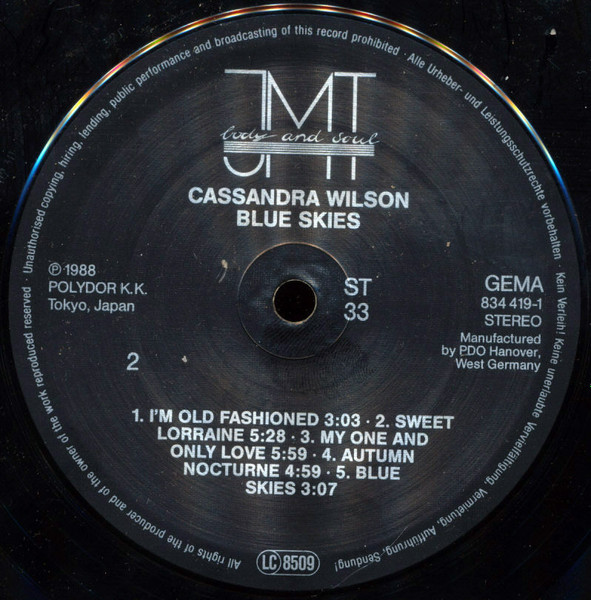 JMT
body and soul
CASSANDRA WILSON
BLUE SKIES
℗ 1988
POLYDOR K.K.
Tokyo, Japan
2
ST
33
GEMA
834 419-1
STEREO
Manufactured
by PDO Hanover,
West Germany
1. I'M OLD FASHIONED 3:03 · 2. SWEET
LORRAINE 5:28 · 3. MY ONE AND
ONLY LOVE 5:59 · 4. AUTUMN
NOCTURNE 4:59 · 5. BLUE
SKIES 3:07
LC 8509
All rights of the producer and of the owner of the work reproduced reserved · Unauthorised copying, hiring, lending, public performance and broadcasting of this record prohibited · Alle Urheber- und Leistungsschutzrechte vorbehalten · Kein Verleih! Keine unerlaubte Vervielfältigung, Vermietung, Aufführung, Sendung!